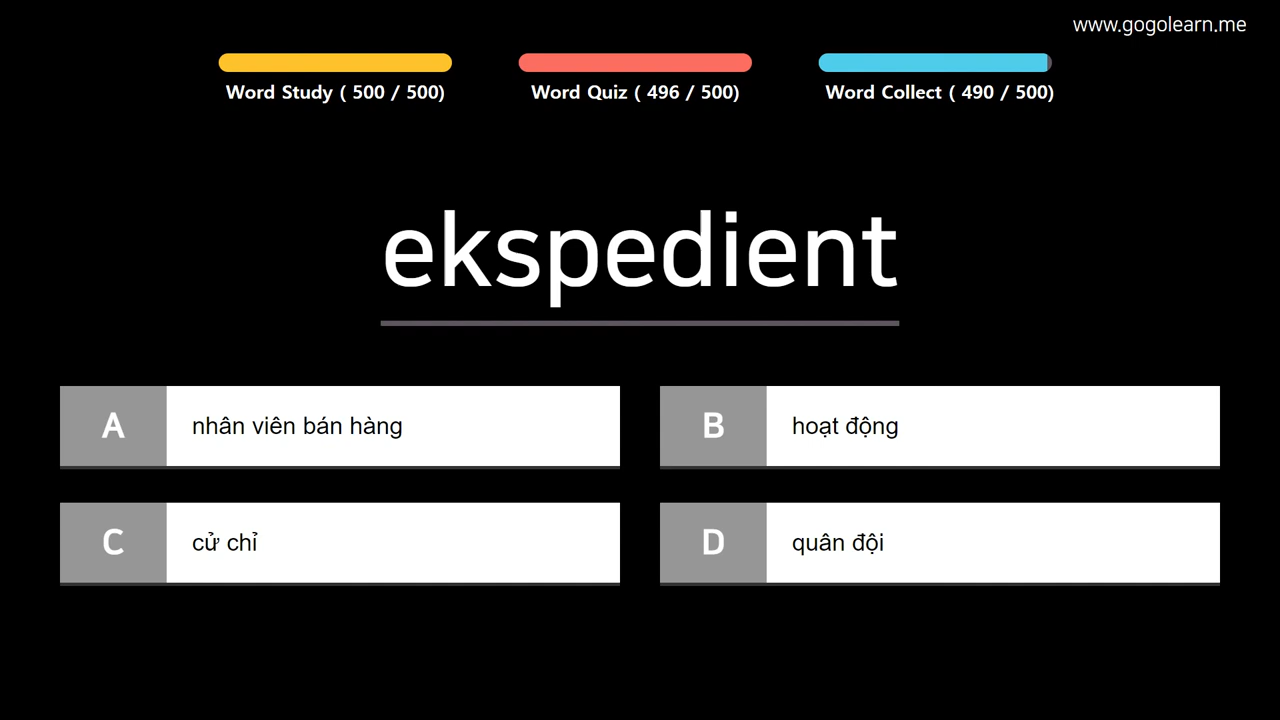 www.gogolearn.me
Word Study ( 500 / 500)
Word Quiz ( 496 / 500)
Word Collect ( 490 / 500)
ekspedient
A nhân viên bán hàng
B hoạt động
C cử chỉ
D quân đội